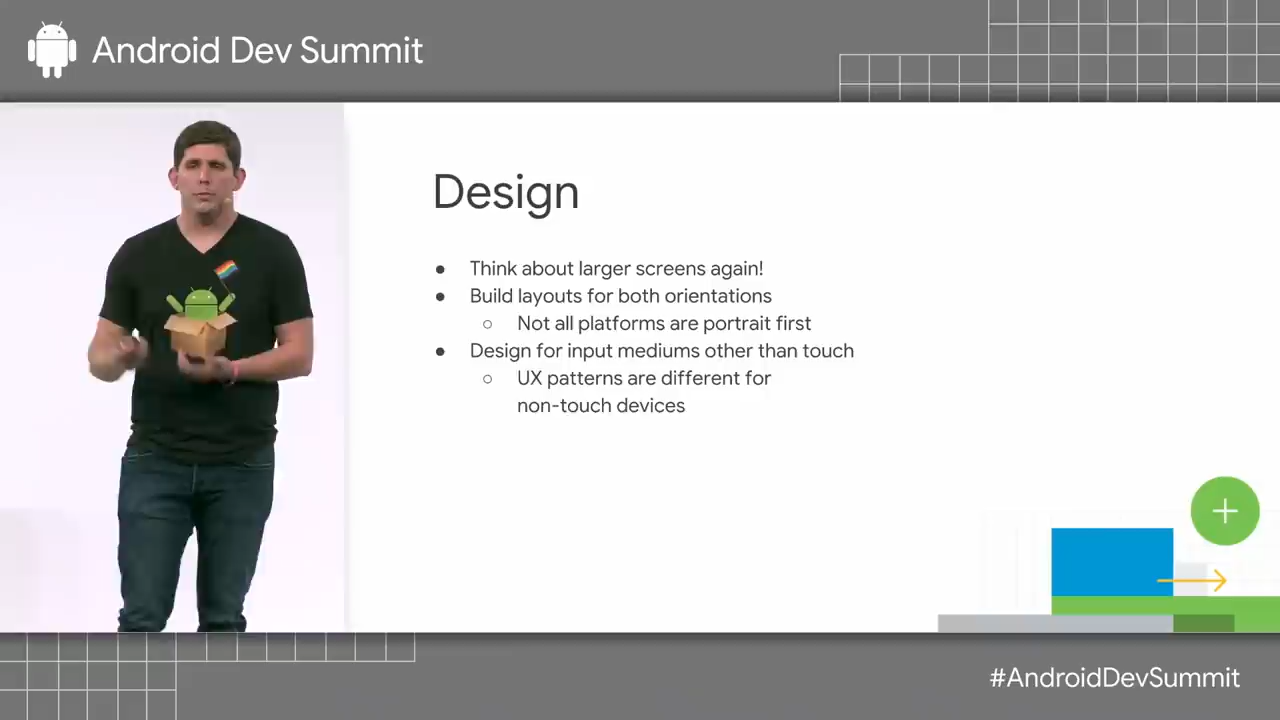 Android Dev Summit
Design
● Think about larger screens again!
● Build layouts for both orientations
○ Not all platforms are portrait first
● Design for input mediums other than touch
○ UX patterns are different for
non-touch devices
#AndroidDevSummit